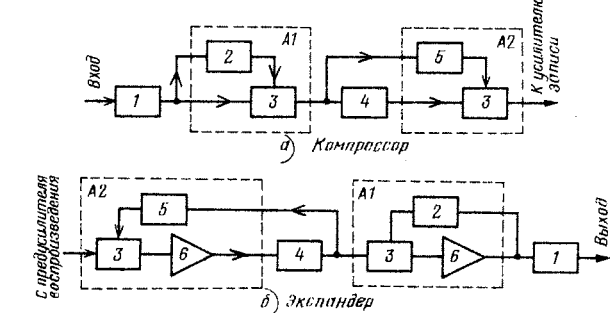 Вход
1
A1
2
3
4
A2
5
3
К усилителю
записи
а) Компрессор
С предусилителя
воспроизведения
A2
5
3
6
4
A1
2
3
6
1
Выход
б) Экспандер